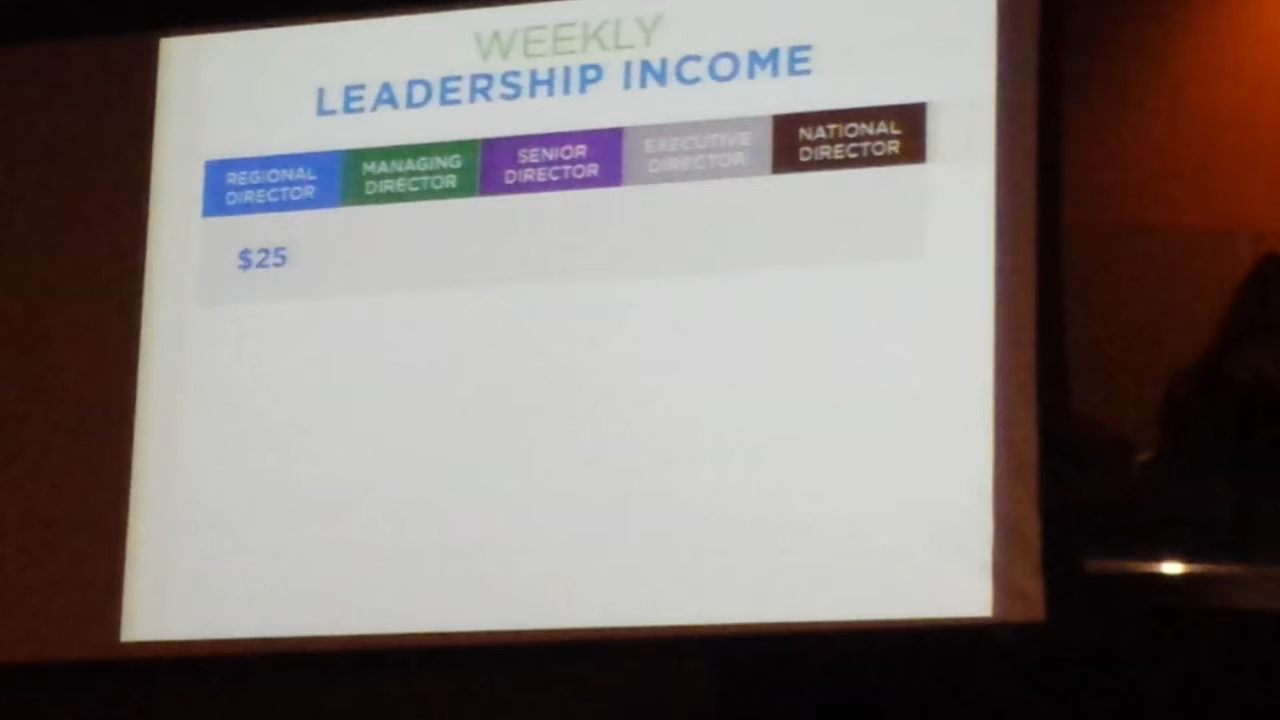 WEEKLY
LEADERSHIP INCOME
REGIONAL
DIRECTOR
MANAGING
DIRECTOR
SENIOR
DIRECTOR
EXECUTIVE
DIRECTOR
NATIONAL
DIRECTOR
$25